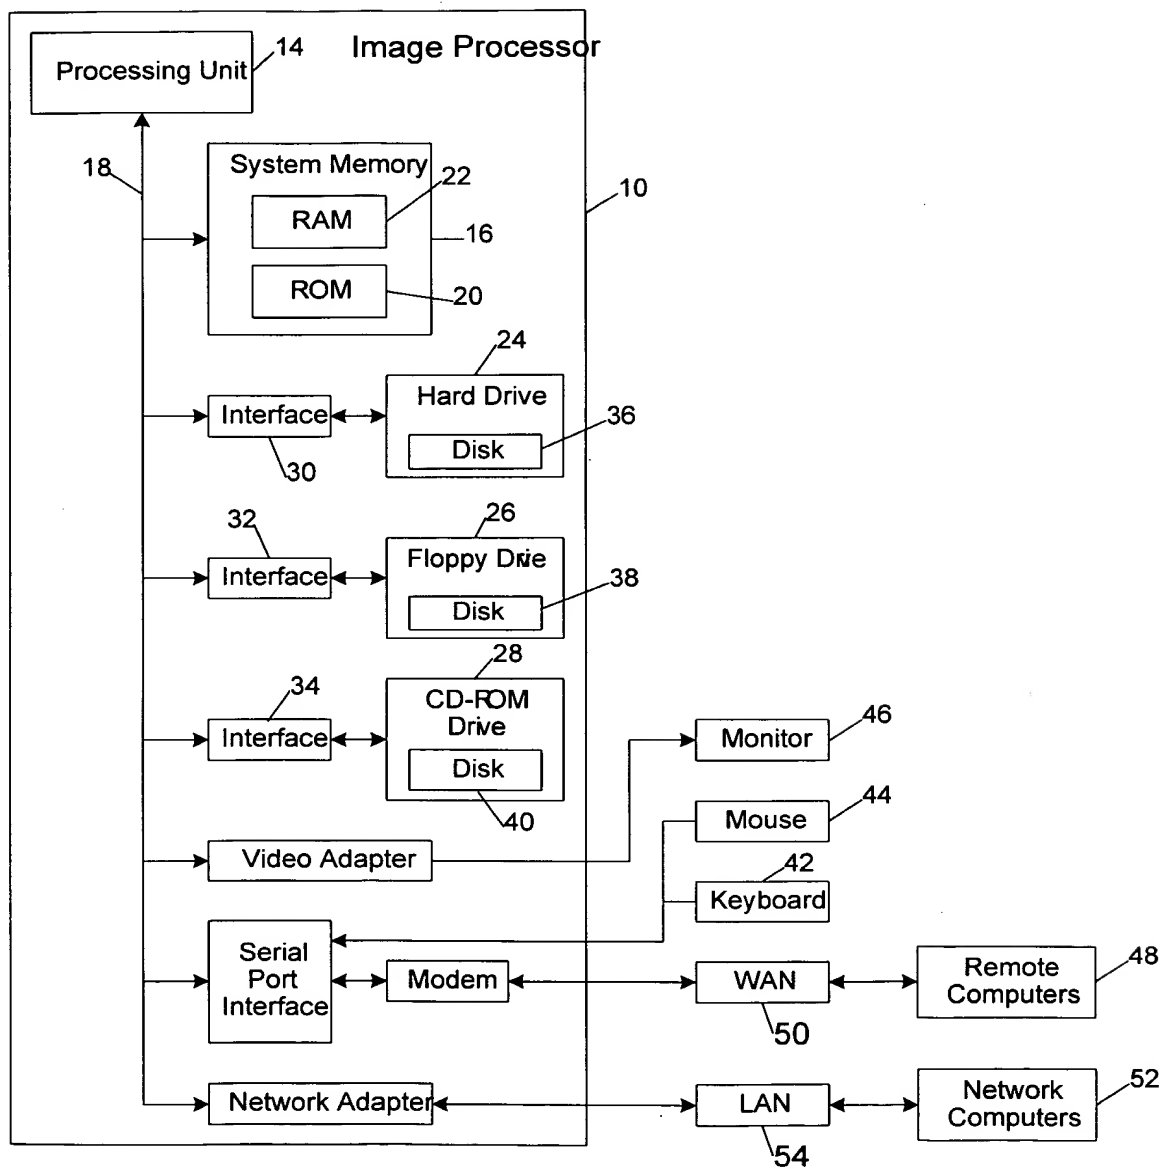 Image Processor
14
Processing Unit
18
System Memory
22
10
RAM
16
ROM
20
24
Hard Drive
Interface
36
Disk
30
32
26
Floppy Drive
Interface
38
Disk
28
34
CD-ROM
Drive
46
Interface
Monitor
Disk
44
40
Mouse
Video Adapter
42
Keyboard
Serial
Port
Interface
Modem
WAN
Remote
Computers
48
50
Network Adapter
LAN
Network
Computers
52
54